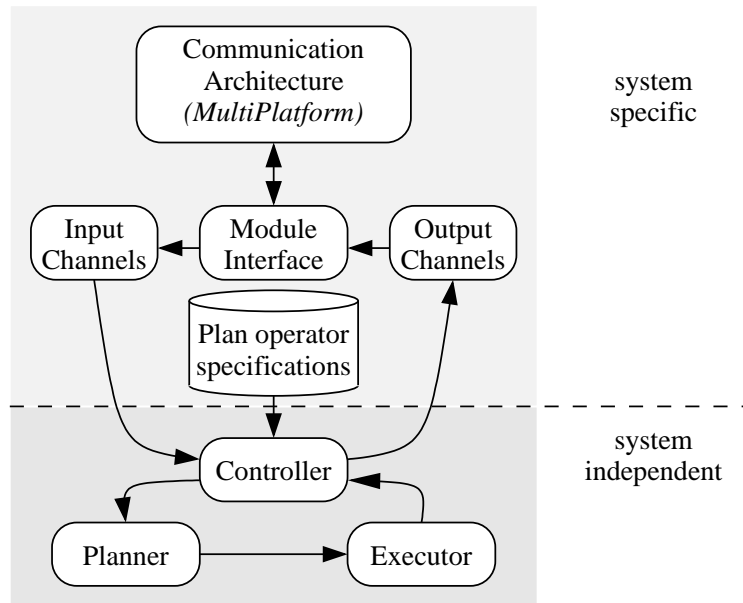 Communication
Architecture
(MultiPlatform)
system
specific
Input
Channels
Module
Interface
Output
Channels
Plan operator
specifications
system
independent
Controller
Planner
Executor